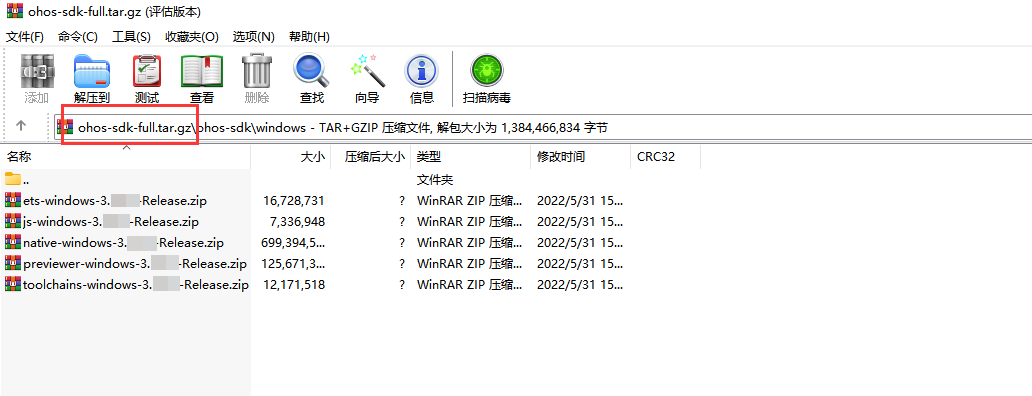 ohos-sdk-full.tar.gz (评估版本)
文件(F) 命令(C) 工具(S) 收藏夹(O) 选项(N) 帮助(H)
添加 解压到 测试 查看 删除 查找 向导 信息 扫描病毒
ohos-sdk-full.tar.gz\ohos-sdk\windows - TAR+GZIP 压缩文件, 解包大小为 1,384,466,834 字节
名称 大小 压缩后大小 类型 修改时间 CRC32
.. 文件夹
ets-windows-3. -Release.zip 16,728,731 ? WinRAR ZIP 压缩... 2022/5/31 15...
js-windows-3. -Release.zip 7,336,948 ? WinRAR ZIP 压缩... 2022/5/31 15...
native-windows-3. -Release.zip 699,394,5... ? WinRAR ZIP 压缩... 2022/5/31 15...
previewer-windows-3. -Release.zip 125,671,3... ? WinRAR ZIP 压缩... 2022/5/31 15...
toolchains-windows-3. -Release.zip 12,171,518 ? WinRAR ZIP 压缩... 2022/5/31 15...